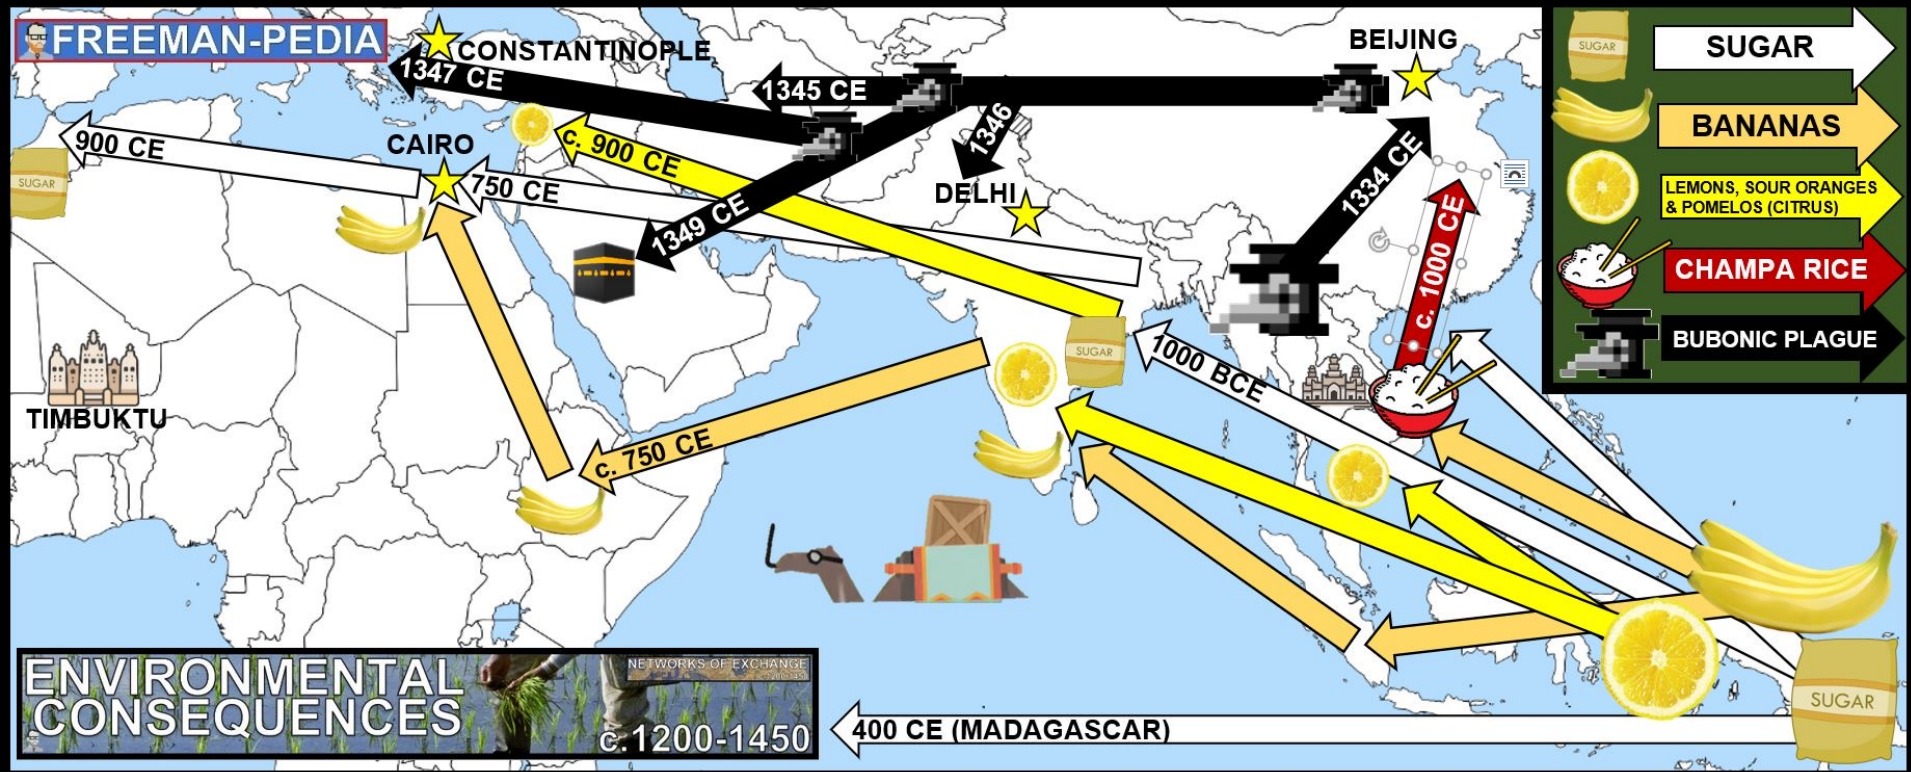 FREEMAN-PEDIA
CONSTANTINOPLE
BEIJING
1347 CE
1345 CE
1346
900 CE
CAIRO
c. 900 CE
750 CE
DELHI
1349 CE
1334 CE
c. 1000 CE
SUGAR
SUGAR
1000 BCE
TIMBUKTU
c. 750 CE
SUGAR
SUGAR
BANANAS
LEMONS, SOUR ORANGES
& POMELOS (CITRUS)
CHAMPA RICE
BUBONIC PLAGUE
ENVIRONMENTAL
CONSEQUENCES
NETWORKS OF EXCHANGE
c.1200-1450
400 CE (MADAGASCAR)
SUGAR